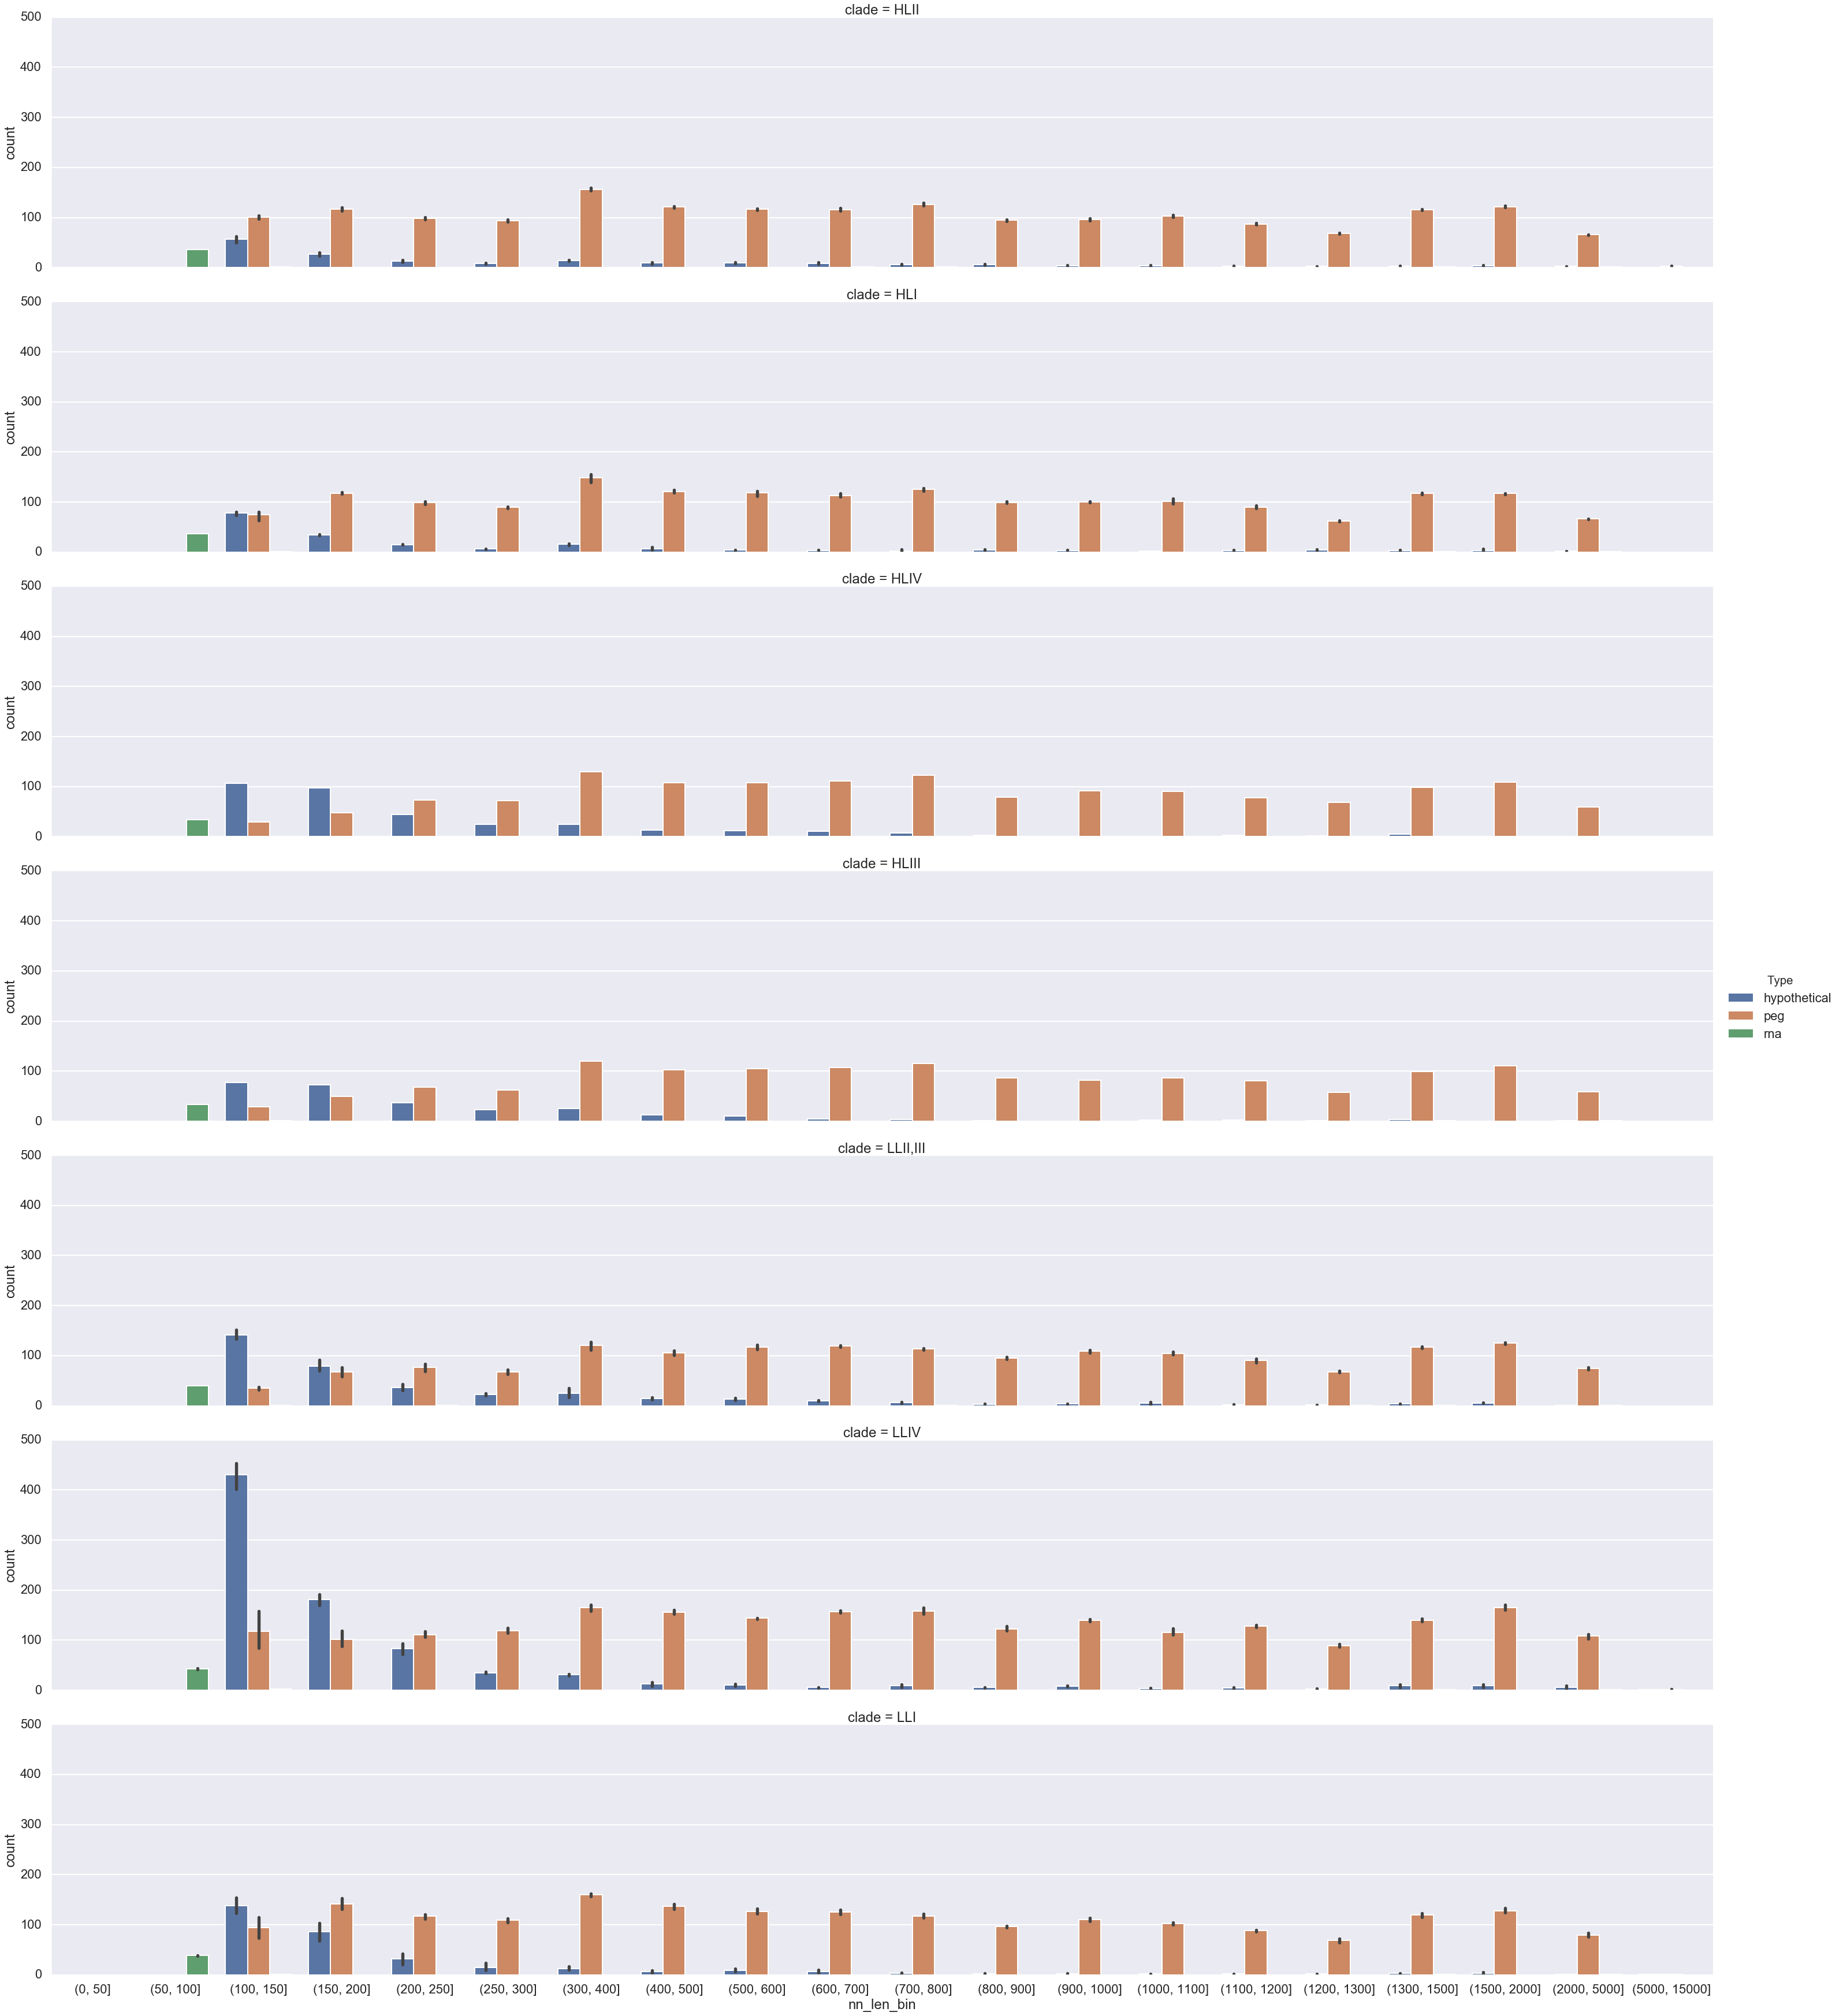 clade = HLII
500
400
300
200
100
0
count
clade = HLI
500
400
300
200
100
0
count
clade = HLIV
500
400
300
200
100
0
count
clade = HLIII
500
400
300
200
100
0
count
Type
hypothetical
peg
rna
clade = LLII,III
500
400
300
200
100
0
count
clade = LLIV
500
400
300
200
100
0
count
clade = LLI
500
400
300
200
100
0
count
(0, 50] (50, 100] (100, 150] (150, 200] (200, 250] (250, 300] (300, 400] (400, 500] (500, 600] (600, 700] (700, 800] (800, 900] (900, 1000] (1000, 1100] (1100, 1200] (1200, 1300] (1300, 1500] (1500, 2000] (2000, 5000] (5000, 15000]
nn_len_bin